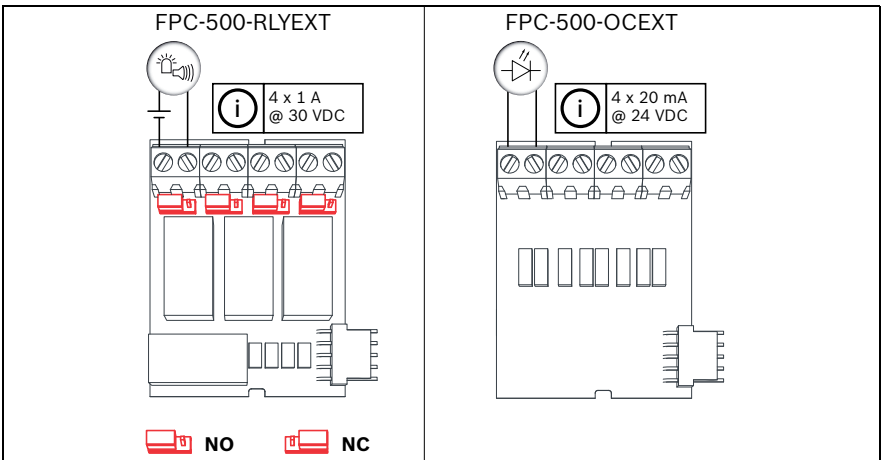 FPC-500-RLYEXT
i
4 x 1 A
@ 30 VDC
NO
NC
FPC-500-OCEXT
i
4 x 20 mA
@ 24 VDC